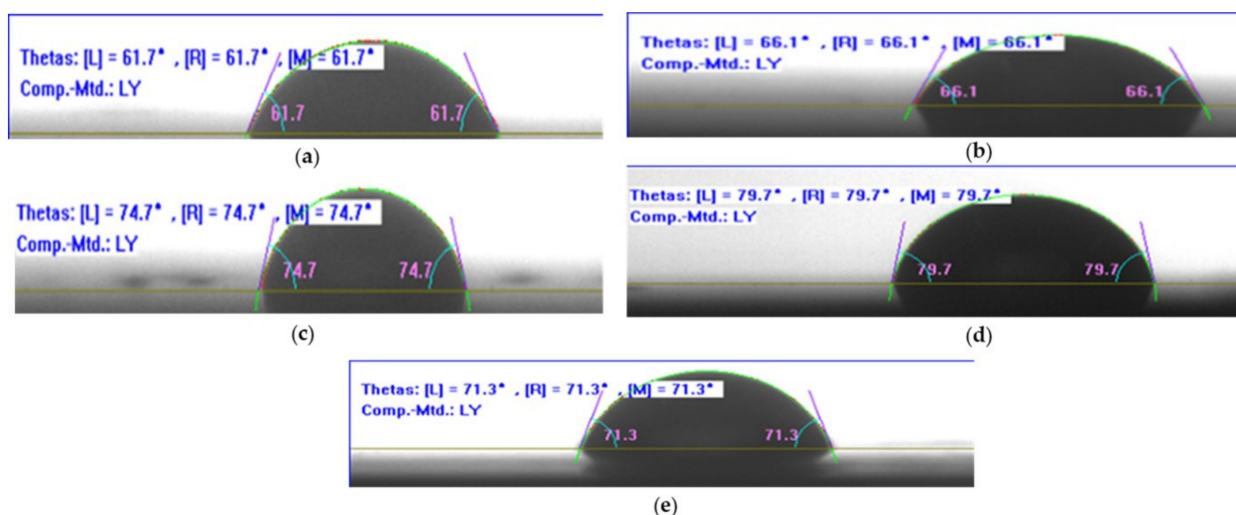 Thetas: [L] = 61.7° , [R] = 61.7° , [M] = 61.7°
Comp.-Mtd.: LY
61.7 61.7
(a)
Thetas: [L] = 66.1° , [R] = 66.1° , [M] = 66.1°
Comp.-Mtd.: LY
66.1 66.1
(b)
Thetas: [L] = 74.7° , [R] = 74.7° , [M] = 74.7°
Comp.-Mtd.: LY
74.7 74.7
(c)
Thetas: [L] = 79.7° , [R] = 79.7° , [M] = 79.7°
Comp.-Mtd.: LY
79.7 79.7
(d)
Thetas: [L] = 71.3° , [R] = 71.3° , [M] = 71.3°
Comp.-Mtd.: LY
71.3 71.3
(e)